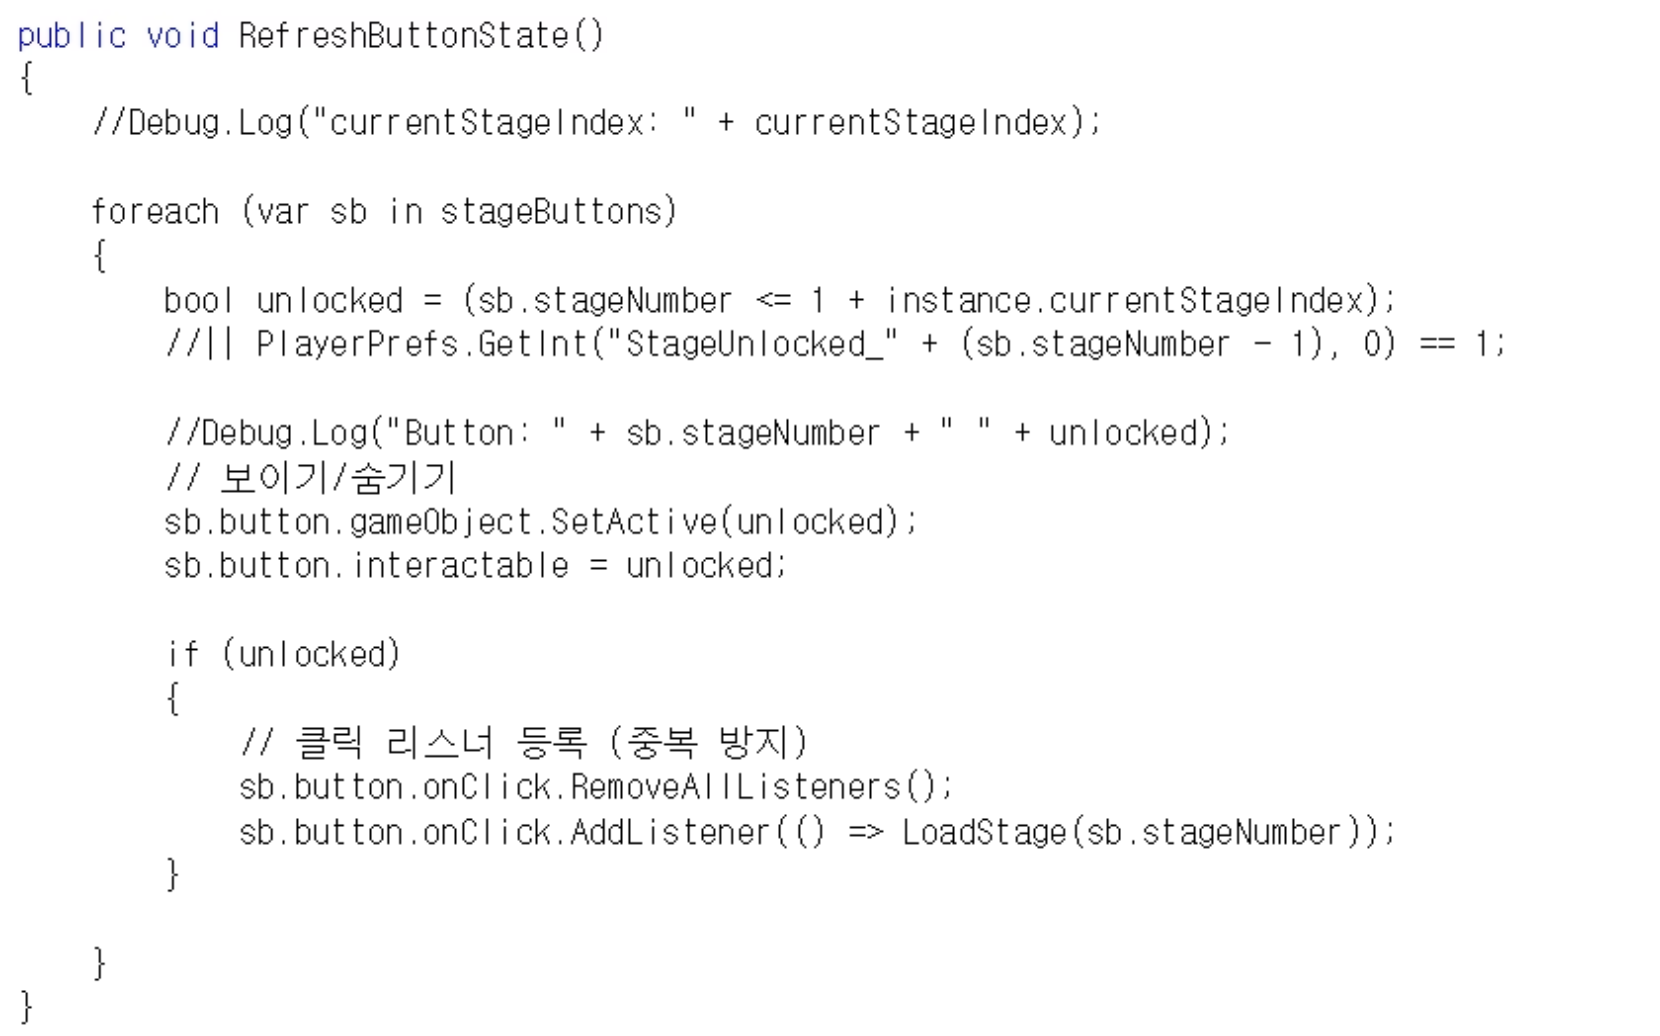 public void RefreshButtonState()
{
    //Debug.Log("currentStageIndex: " + currentStageIndex);

    foreach (var sb in stageButtons)
    {
        bool unlocked = (sb.stageNumber <= 1 + instance.currentStageIndex);
        //|| PlayerPrefs.GetInt("StageUnlocked_" + (sb.stageNumber - 1), 0) == 1;

        //Debug.Log("Button: " + sb.stageNumber + " " + unlocked);
        // 보이기/숨기기
        sb.button.gameObject.SetActive(unlocked);
        sb.button.interactable = unlocked;

        if (unlocked)
        {
            // 클릭 리스너 등록 (중복 방지)
            sb.button.onClick.RemoveAllListeners();
            sb.button.onClick.AddListener(() => LoadStage(sb.stageNumber));
        }

    }
}